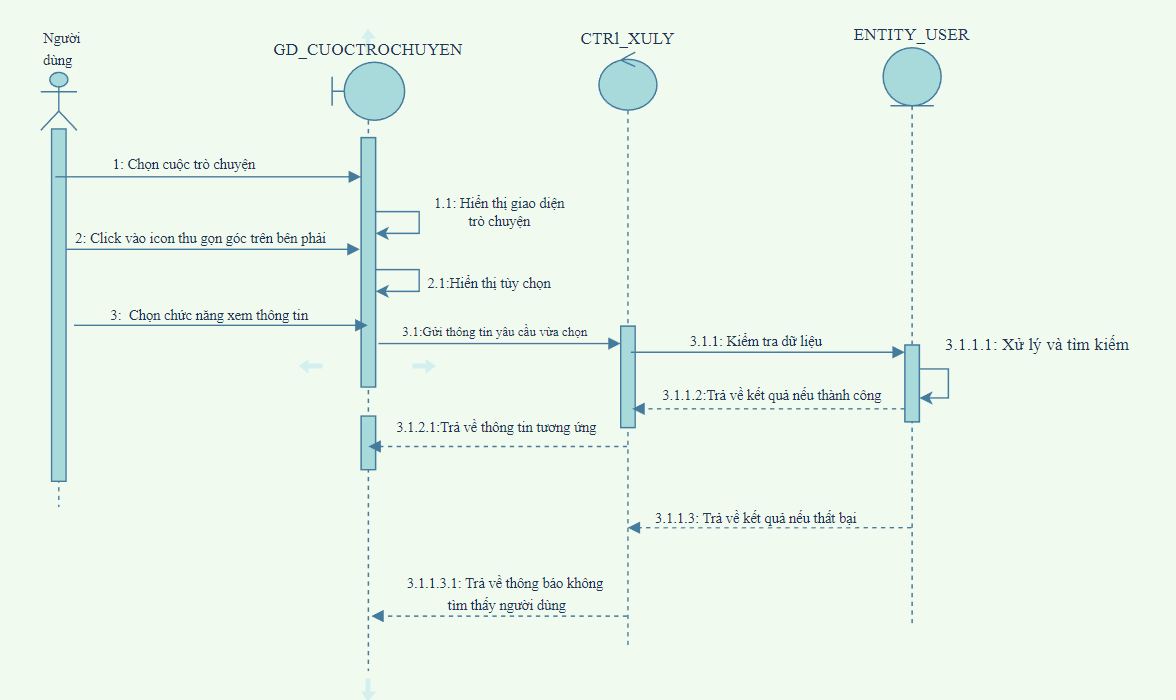 Người
dùng
GD_CUOCTROCHUYEN
CTRl_XULY
ENTITY_USER
1: Chọn cuộc trò chuyện
1.1: Hiển thị giao diện
trò chuyện
2: Click vào icon thu gọn góc trên bên phải
2.1:Hiển thị tùy chọn
3: Chọn chức năng xem thông tin
3.1:Gửi thông tin yêu cầu vừa chọn
3.1.1: Kiểm tra dữ liệu
3.1.1.1: Xử lý và tìm kiếm
3.1.1.2:Trả về kết quả nếu thành công
3.1.2.1:Trả về thông tin tương ứng
3.1.1.3: Trả về kết quả nếu thất bại
3.1.1.3.1: Trả về thông báo không
tìm thấy người dùng